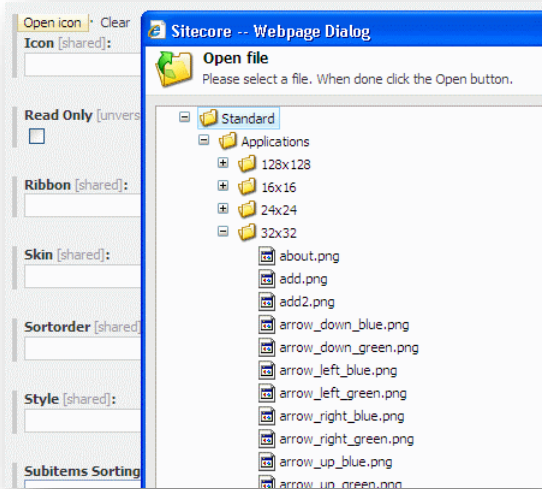 Open icon · Clear
Icon [shared]:
Read Only [unvers
Ribbon [shared]:
Skin [shared]:
Sortorder [shared]
Style [shared]:
Subitems Sorting
Sitecore -- Webpage Dialog
Open file
Please select a file. When done click the Open button.
Standard
Applications
128x128
16x16
24x24
32x32
about.png
add.png
add2.png
arrow_down_blue.png
arrow_down_green.png
arrow_left_blue.png
arrow_left_green.png
arrow_right_blue.png
arrow_right_green.png
arrow_up_blue.png
arrow_up_green.png